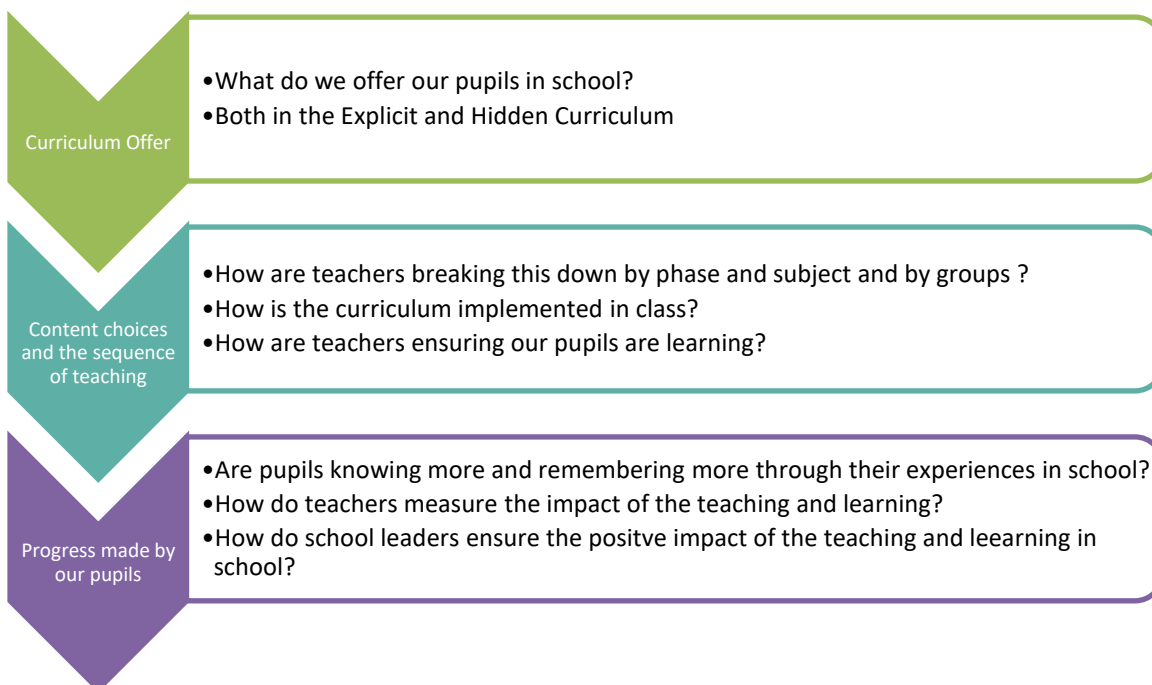 Curriculum Offer
•What do we offer our pupils in school?
•Both in the Explicit and Hidden Curriculum
Content choices
and the sequence
of teaching
•How are teachers breaking this down by phase and subject and by groups ?
•How is the curriculum implemented in class?
•How are teachers ensuring our pupils are learning?
Progress made by
our pupils
•Are pupils knowing more and remembering more through their experiences in school?
•How do teachers measure the impact of the teaching and learning?
•How do school leaders ensure the positve impact of the teaching and leearning in
school?